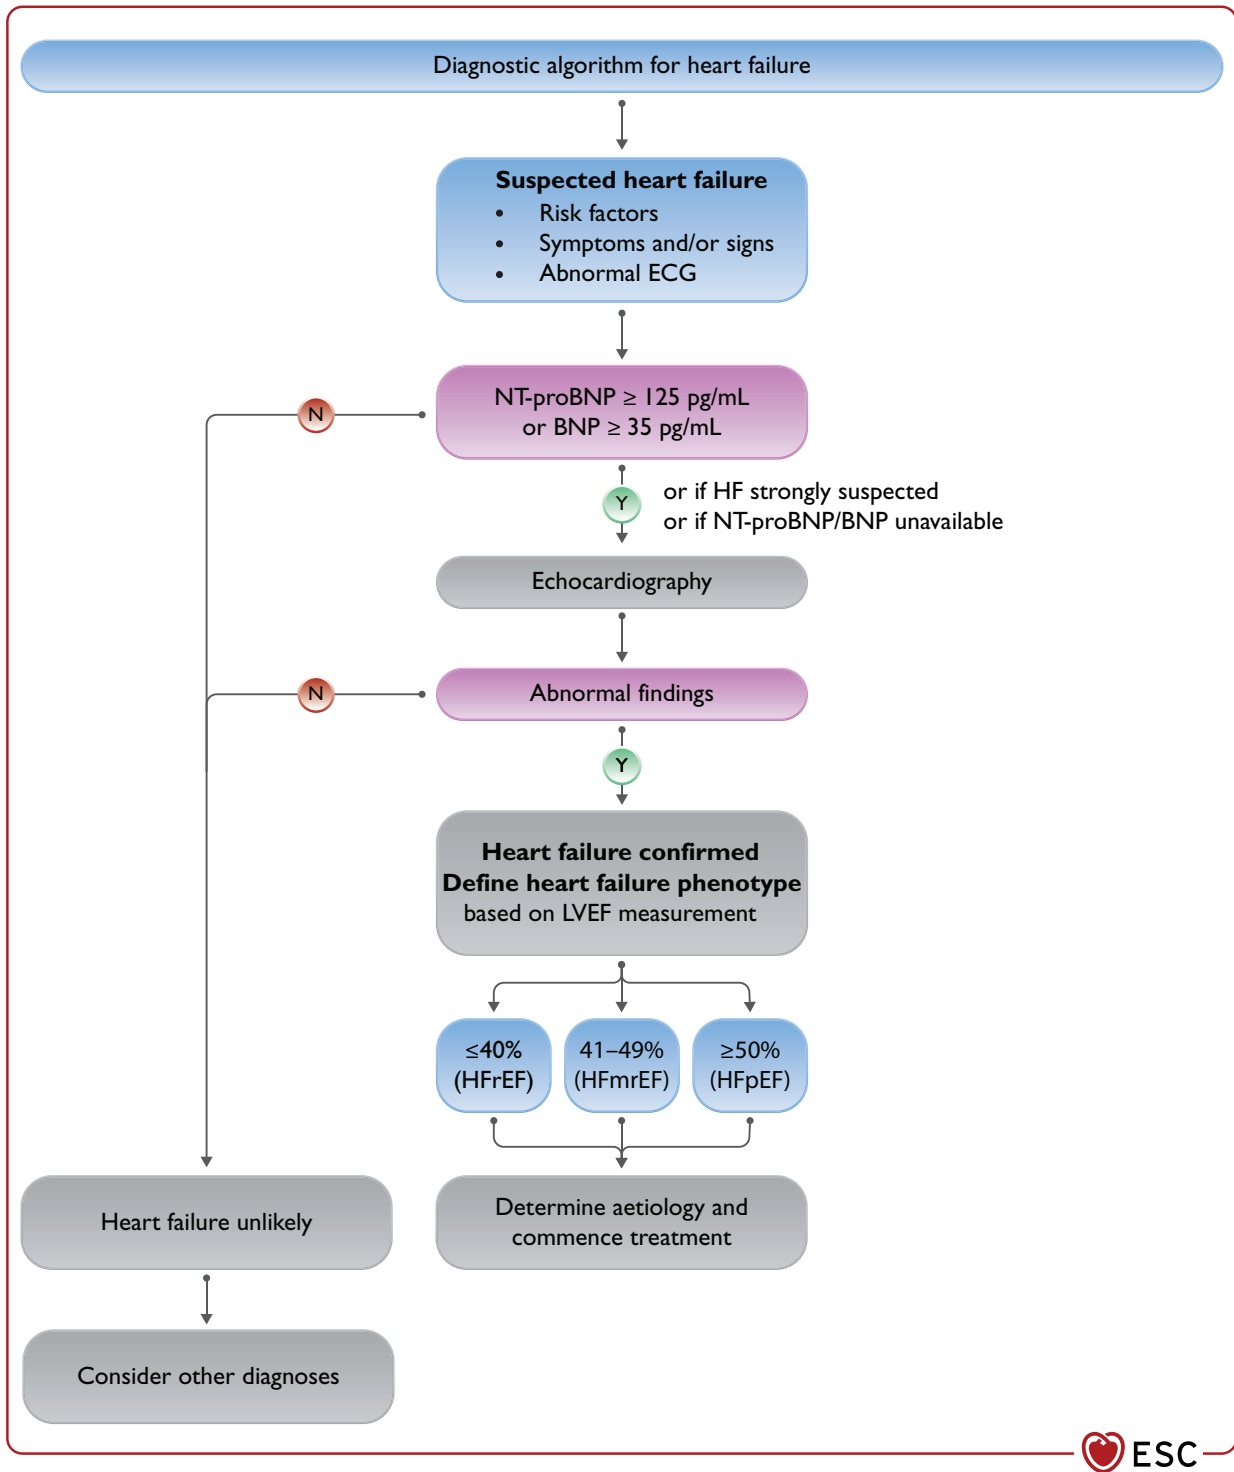 Diagnostic algorithm for heart failure
Suspected heart failure
• Risk factors
• Symptoms and/or signs
• Abnormal ECG
NT-proBNP ≥ 125 pg/mL
or BNP ≥ 35 pg/mL
N
Y
or if HF strongly suspected
or if NT-proBNP/BNP unavailable
Echocardiography
Abnormal findings
N
Y
Heart failure confirmed
Define heart failure phenotype
based on LVEF measurement
≤40%
(HFrEF)
41–49%
(HFmrEF)
≥50%
(HFpEF)
Determine aetiology and
commence treatment
Heart failure unlikely
Consider other diagnoses
ESC